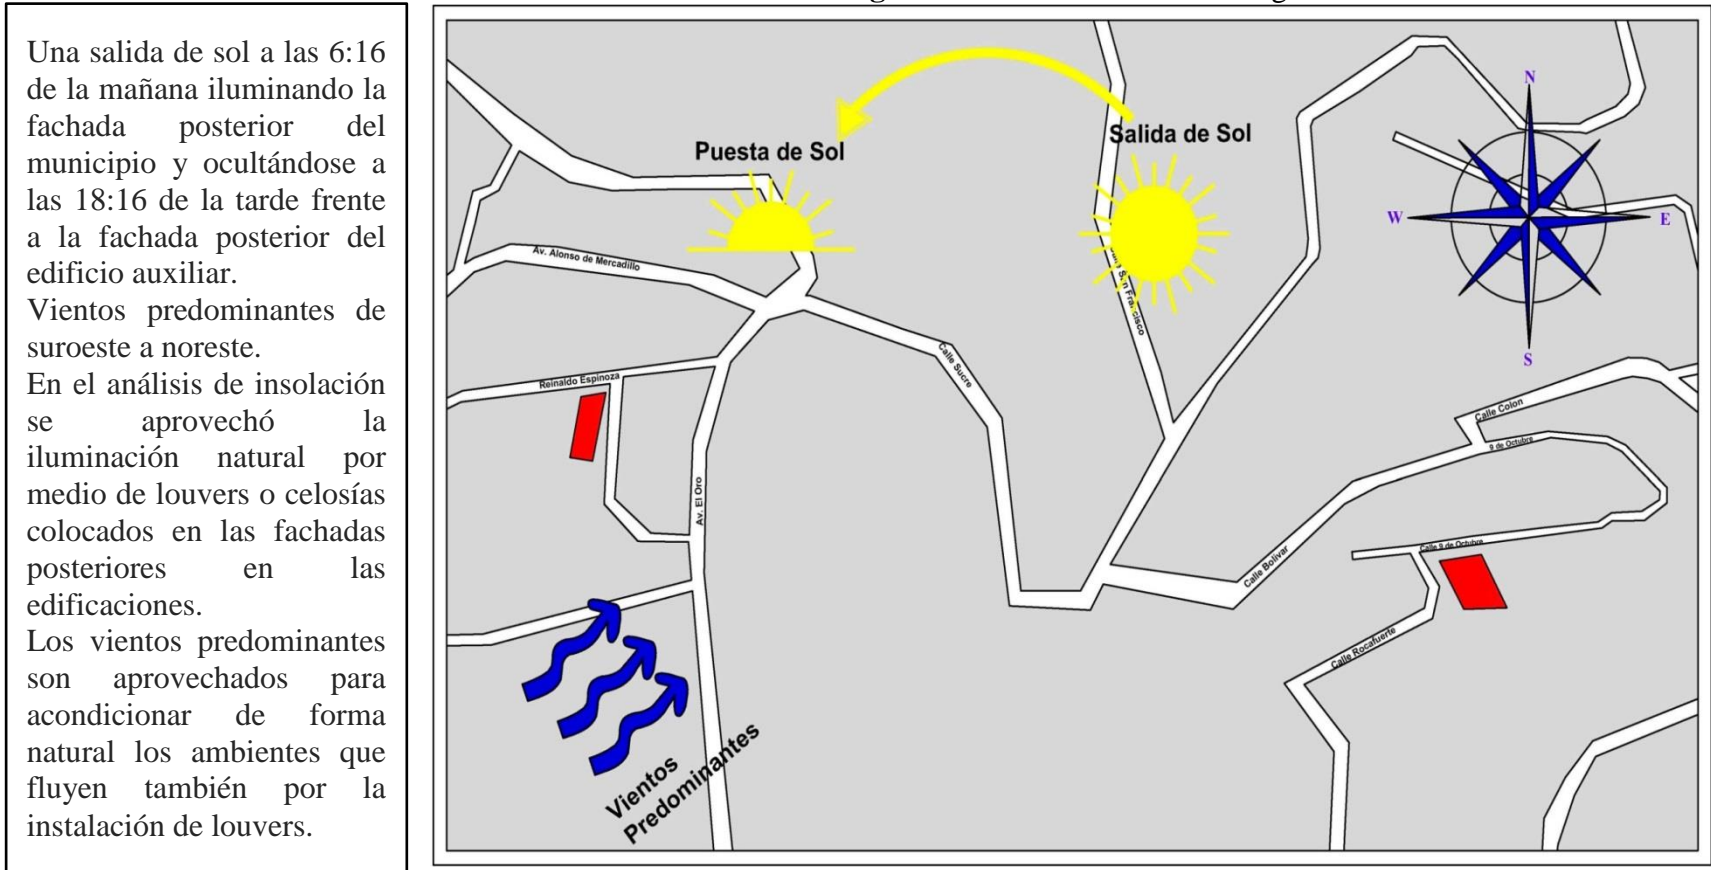 Una salida de sol a las 6:16
de la mañana iluminando la
fachada posterior del
municipio y ocultándose a
las 18:16 de la tarde frente
a la fachada posterior del
edificio auxiliar.
Vientos predominantes de
suroeste a noreste.
En el análisis de insolación
se aprovechó la
iluminación natural por
medio de louvers o celosías
colocados en las fachadas
posteriores en las
edificaciones.
Los vientos predominantes
son aprovechados para
acondicionar de forma
natural los ambientes que
fluyen también por la
instalación de louvers.
Puesta de Sol
Salida de Sol
N
W
E
S
Av. Alonso de Mercadillo
San Francisco
Calle Sucre
Reinaldo Espinoza
Av. El Oro
Calle Colon
9 de Octubre
Calle 9 de Octubre
Calle Bolivar
Calle Rocafuerte
Vientos
Predominantes